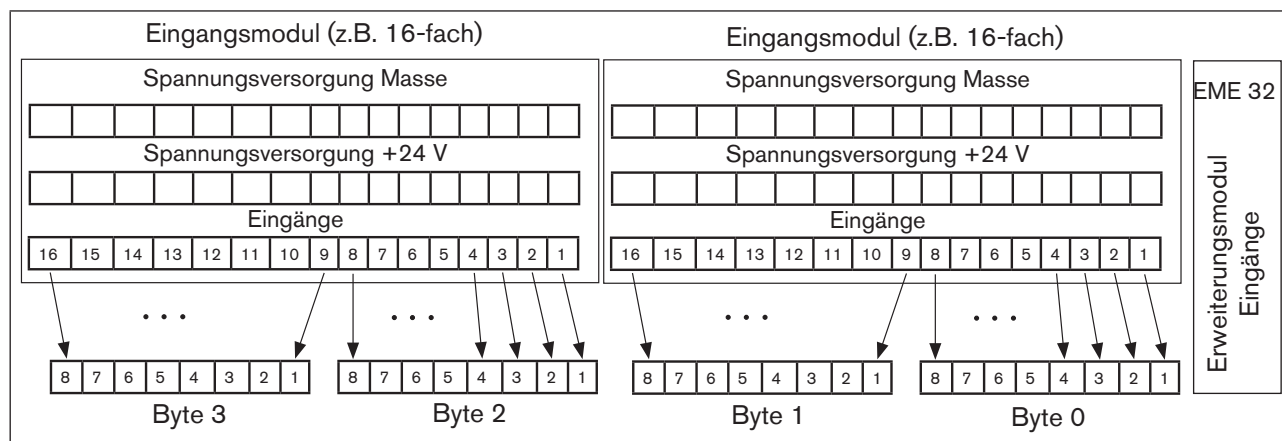 Eingangsmodul (z.B. 16-fach)
Spannungsversorgung Masse
Spannungsversorgung +24 V
Eingänge
16 15 14 13 12 11 10 9 8 7 6 5 4 3 2 1
. . . . . .
8 7 6 5 4 3 2 1 8 7 6 5 4 3 2 1
Byte 3 Byte 2
Eingangsmodul (z.B. 16-fach)
Spannungsversorgung Masse
Spannungsversorgung +24 V
Eingänge
16 15 14 13 12 11 10 9 8 7 6 5 4 3 2 1
. . . . . .
8 7 6 5 4 3 2 1 8 7 6 5 4 3 2 1
Byte 1 Byte 0
EME 32
Erweiterungsmodul
Eingänge